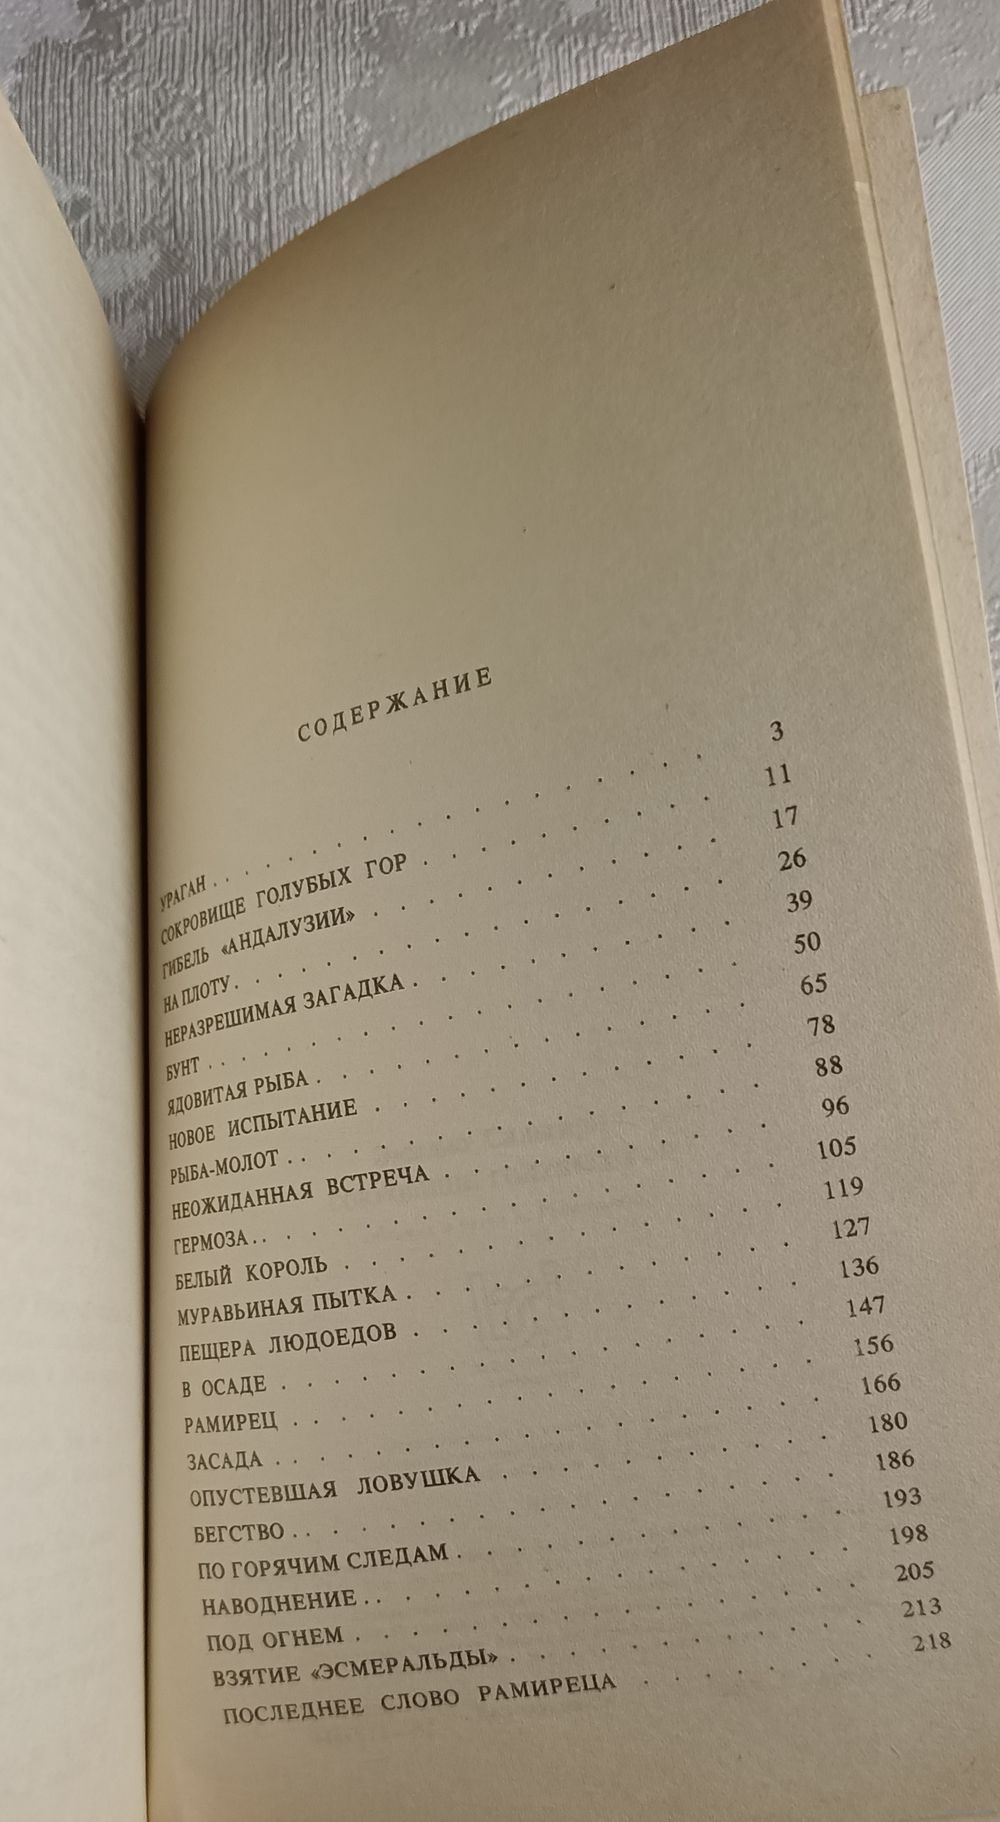 СОДЕРЖАНИЕ
УРАГАН . . . . . . . . . . . . . . . . 3
СОКРОВИЩЕ ГОЛУБЫХ ГОР . . . . . . . . . . 11
ГИБЕЛЬ «АНДАЛУЗИИ» . . . . . . . . . . . 17
НА ПЛОТУ . . . . . . . . . . . . . . . . 26
НЕРАЗРЕШИМАЯ ЗАГАДКА . . . . . . . . . . 39
БУНТ . . . . . . . . . . . . . . . . 50
ЯДОВИТАЯ РЫБА . . . . . . . . . . . . . 65
НОВОЕ ИСПЫТАНИЕ . . . . . . . . . . . . 78
РЫБА-МОЛОТ . . . . . . . . . . . . . . 88
НЕОЖИДАННАЯ ВСТРЕЧА . . . . . . . . . . 96
ГЕРМОЗА . . . . . . . . . . . . . . . . 105
БЕЛЫЙ КОРОЛЬ . . . . . . . . . . . . . 119
МУРАВЬИНАЯ ПЫТКА . . . . . . . . . . . . 127
ПЕЩЕРА ЛЮДОЕДОВ . . . . . . . . . . . . 136
В ОСАДЕ . . . . . . . . . . . . . . . . 147
РАМИРЕЦ . . . . . . . . . . . . . . . . 156
ЗАСАДА . . . . . . . . . . . . . . . . 166
ОПУСТЕВШАЯ ЛОВУШКА . . . . . . . . . . 180
БЕГСТВО . . . . . . . . . . . . . . . . 186
ПО ГОРЯЧИМ СЛЕДАМ . . . . . . . . . . . 193
НАВОДНЕНИЕ . . . . . . . . . . . . . . 198
ПОД ОГНЕМ . . . . . . . . . . . . . . 205
ВЗЯТИЕ «ЭСМЕРАЛЬДЫ» . . . . . . . . . . 213
ПОСЛЕДНЕЕ СЛОВО РАМИРЕЦА . . . . . . . . 218